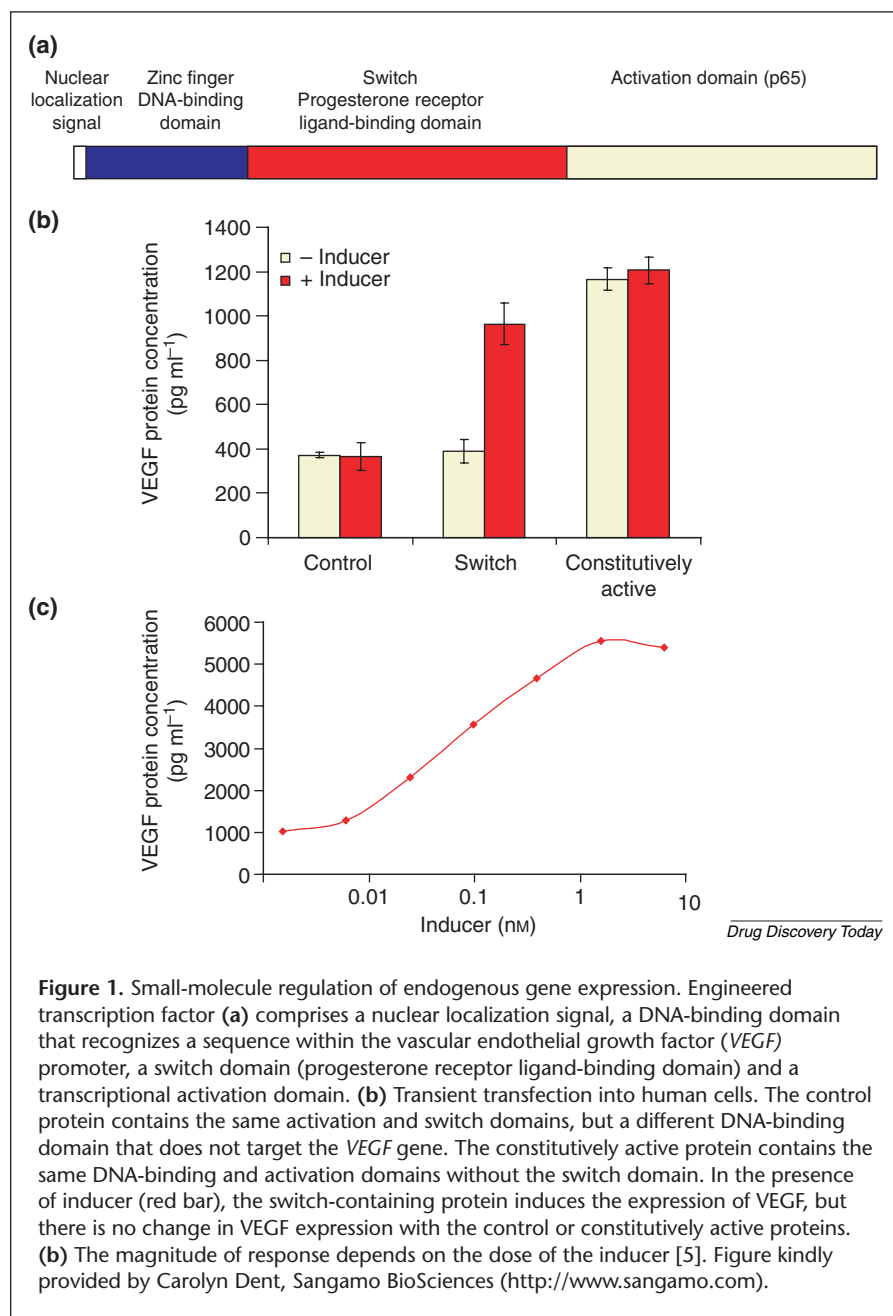 (a)
Nuclear localization signal
Zinc finger DNA-binding domain
Switch Progesterone receptor ligand-binding domain
Activation domain (p65)
(b)
VEGF protein concentration
(pg ml⁻¹)
1400
1200
1000
800
600
400
200
0
– Inducer
+ Inducer
Control
Switch
Constitutively active
(c)
VEGF protein concentration
(pg ml⁻¹)
6000
5000
4000
3000
2000
1000
0
0.01
0.1
1
10
Inducer (nM)
Drug Discovery Today
Figure 1. Small-molecule regulation of endogenous gene expression. Engineered
transcription factor (a) comprises a nuclear localization signal, a DNA-binding domain
that recognizes a sequence within the vascular endothelial growth factor (VEGF)
promoter, a switch domain (progesterone receptor ligand-binding domain) and a
transcriptional activation domain. (b) Transient transfection into human cells. The control
protein contains the same activation and switch domains, but a different DNA-binding
domain that does not target the VEGF gene. The constitutively active protein contains the
same DNA-binding and activation domains without the switch domain. In the presence
of inducer (red bar), the switch-containing protein induces the expression of VEGF, but
there is no change in VEGF expression with the control or constitutively active proteins.
(b) The magnitude of response depends on the dose of the inducer [5]. Figure kindly
provided by Carolyn Dent, Sangamo BioSciences (http://www.sangamo.com).